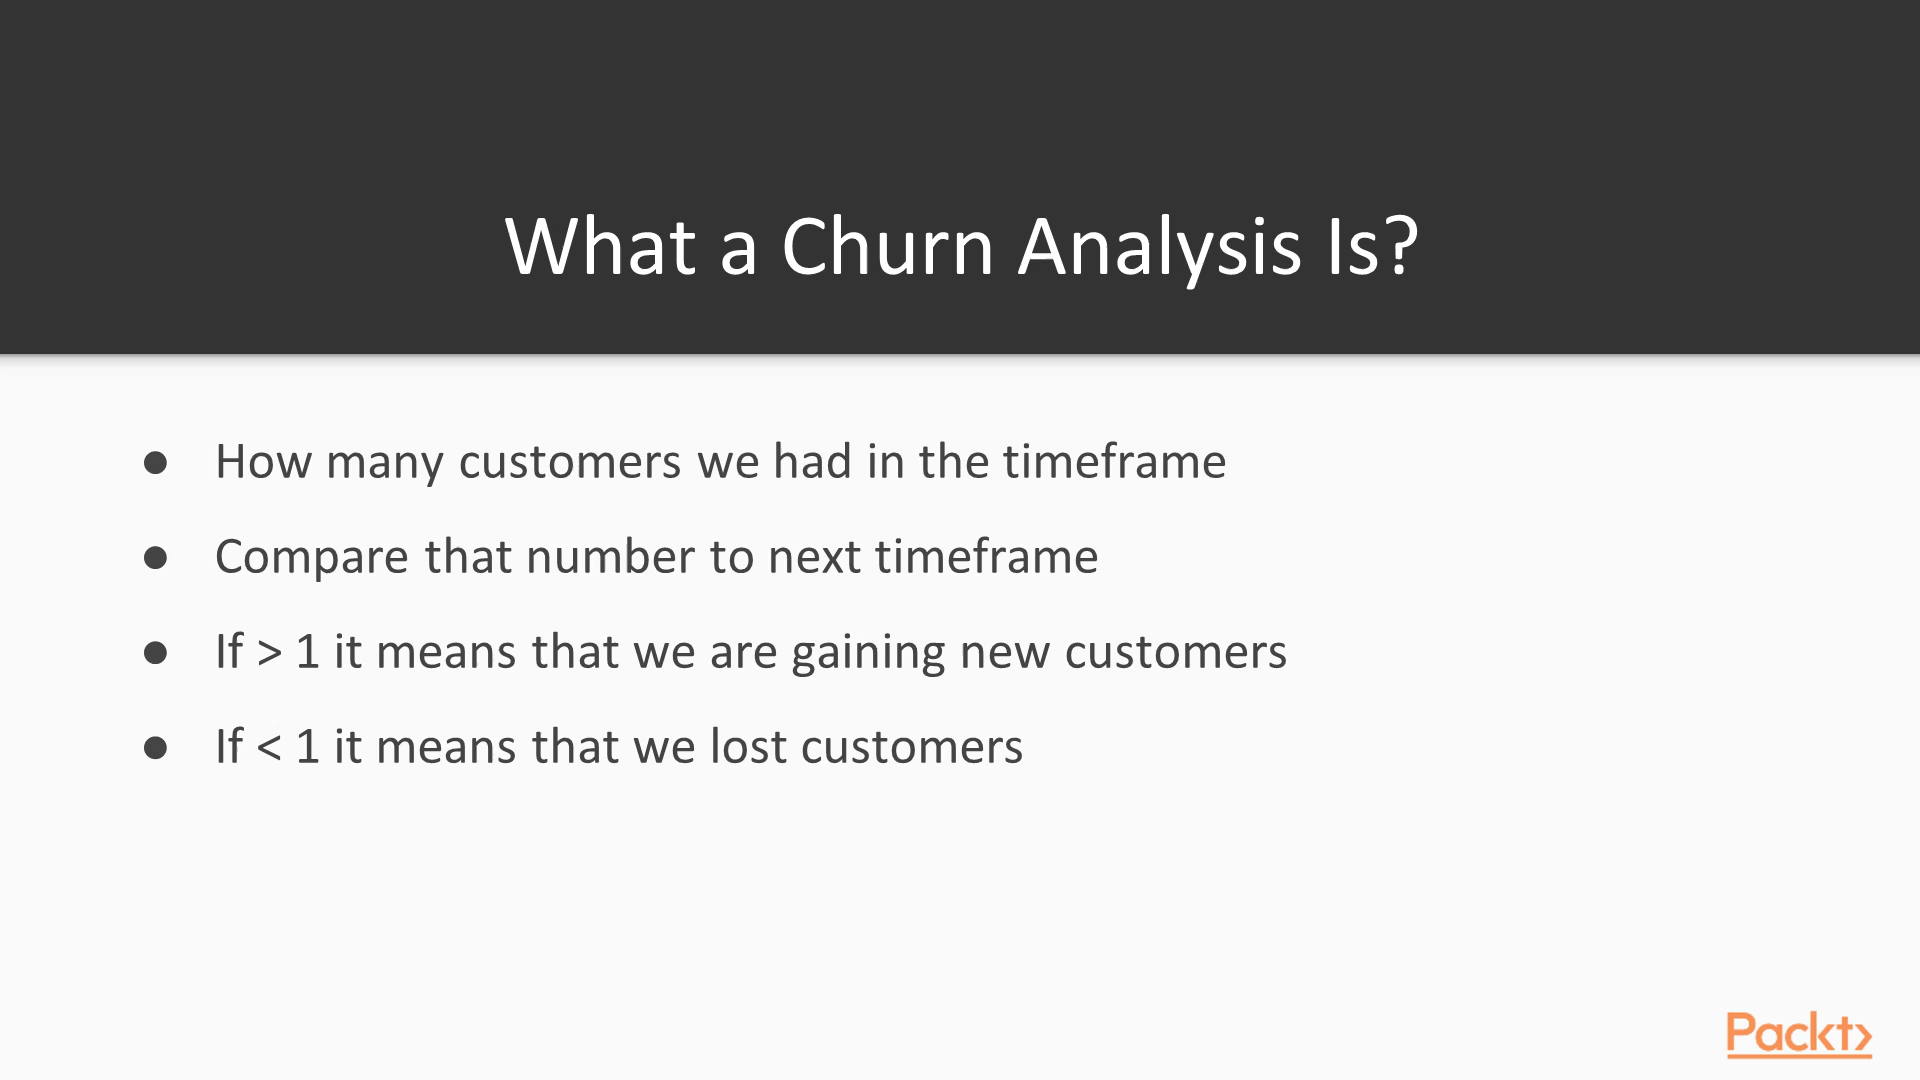 What a Churn Analysis Is?
● How many customers we had in the timeframe
● Compare that number to next timeframe
● If > 1 it means that we are gaining new customers
● If < 1 it means that we lost customers
Packt>